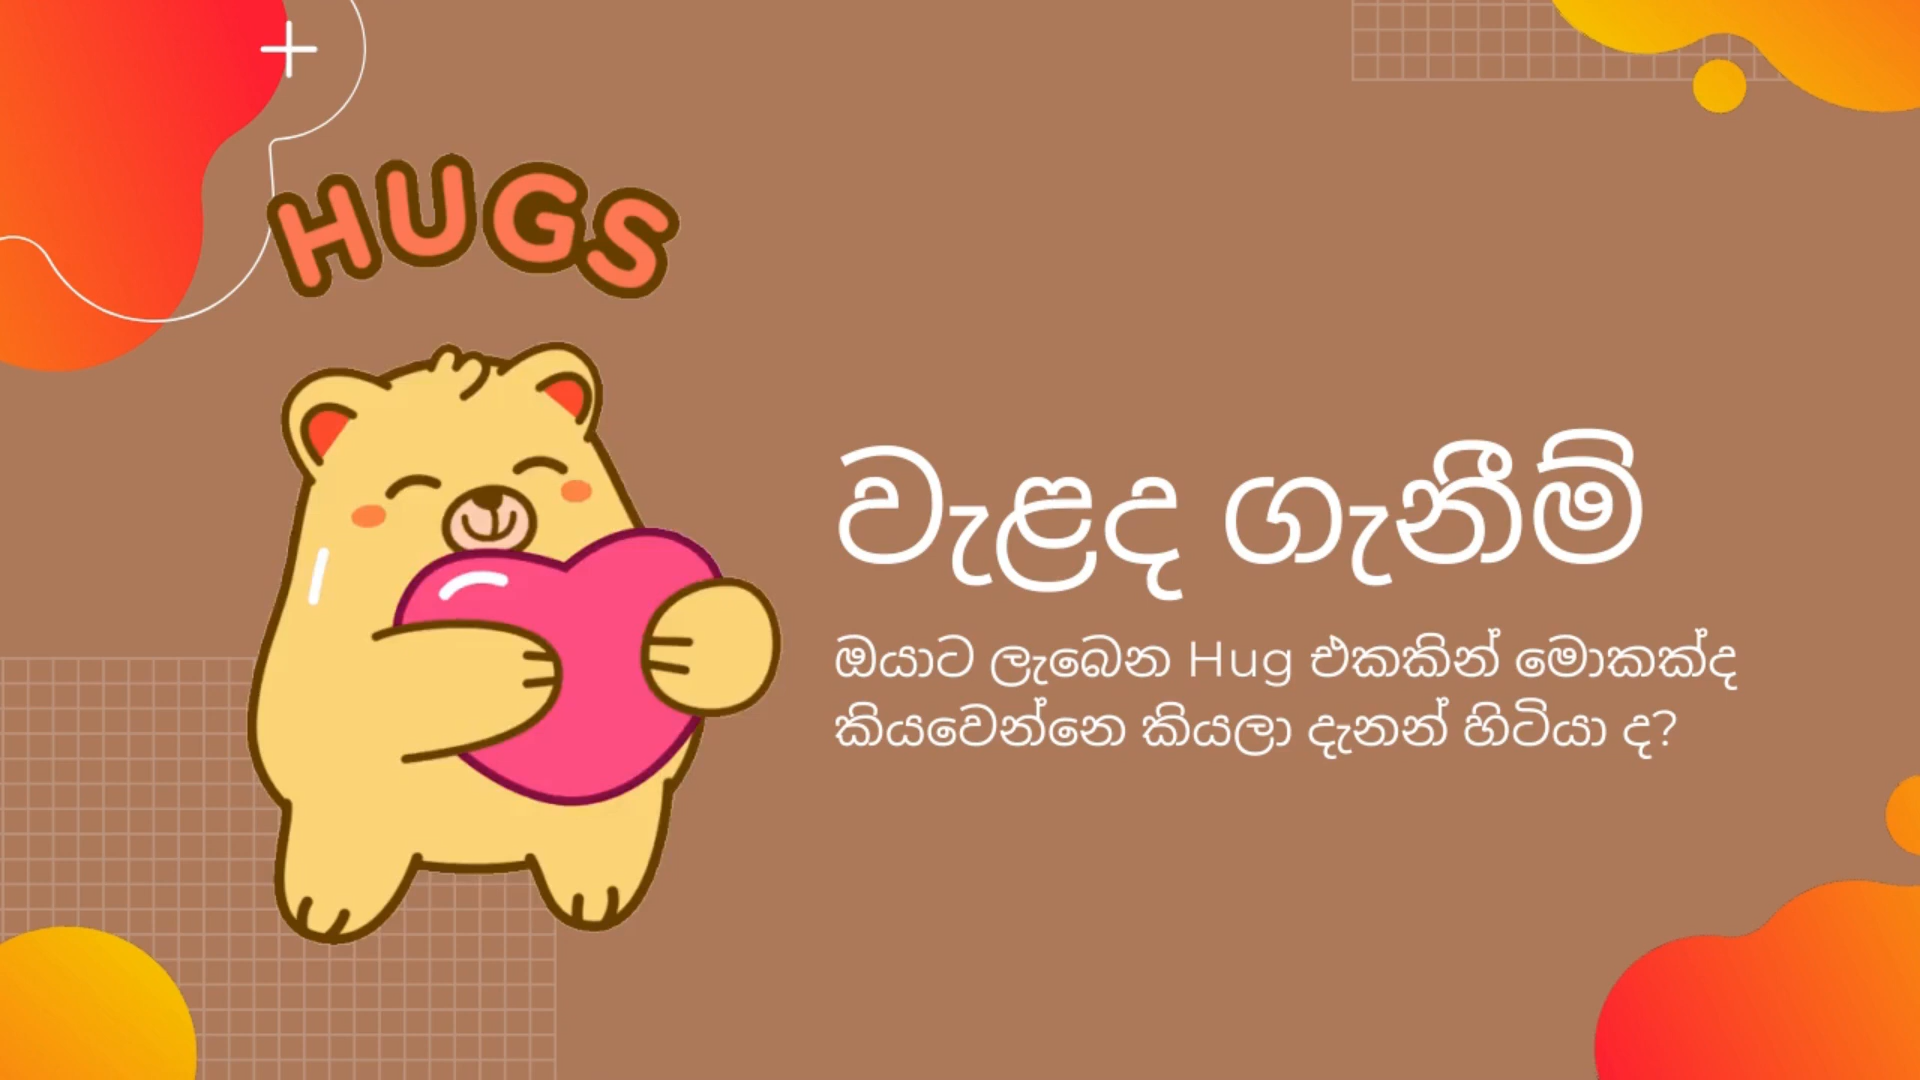 HUGS
වැළඳ ගැනීම්
ඔයාට ලැබෙන Hug එකකින් මොකක්ද
කියවෙන්නෙ කියලා දැනන් හිටියා ද?